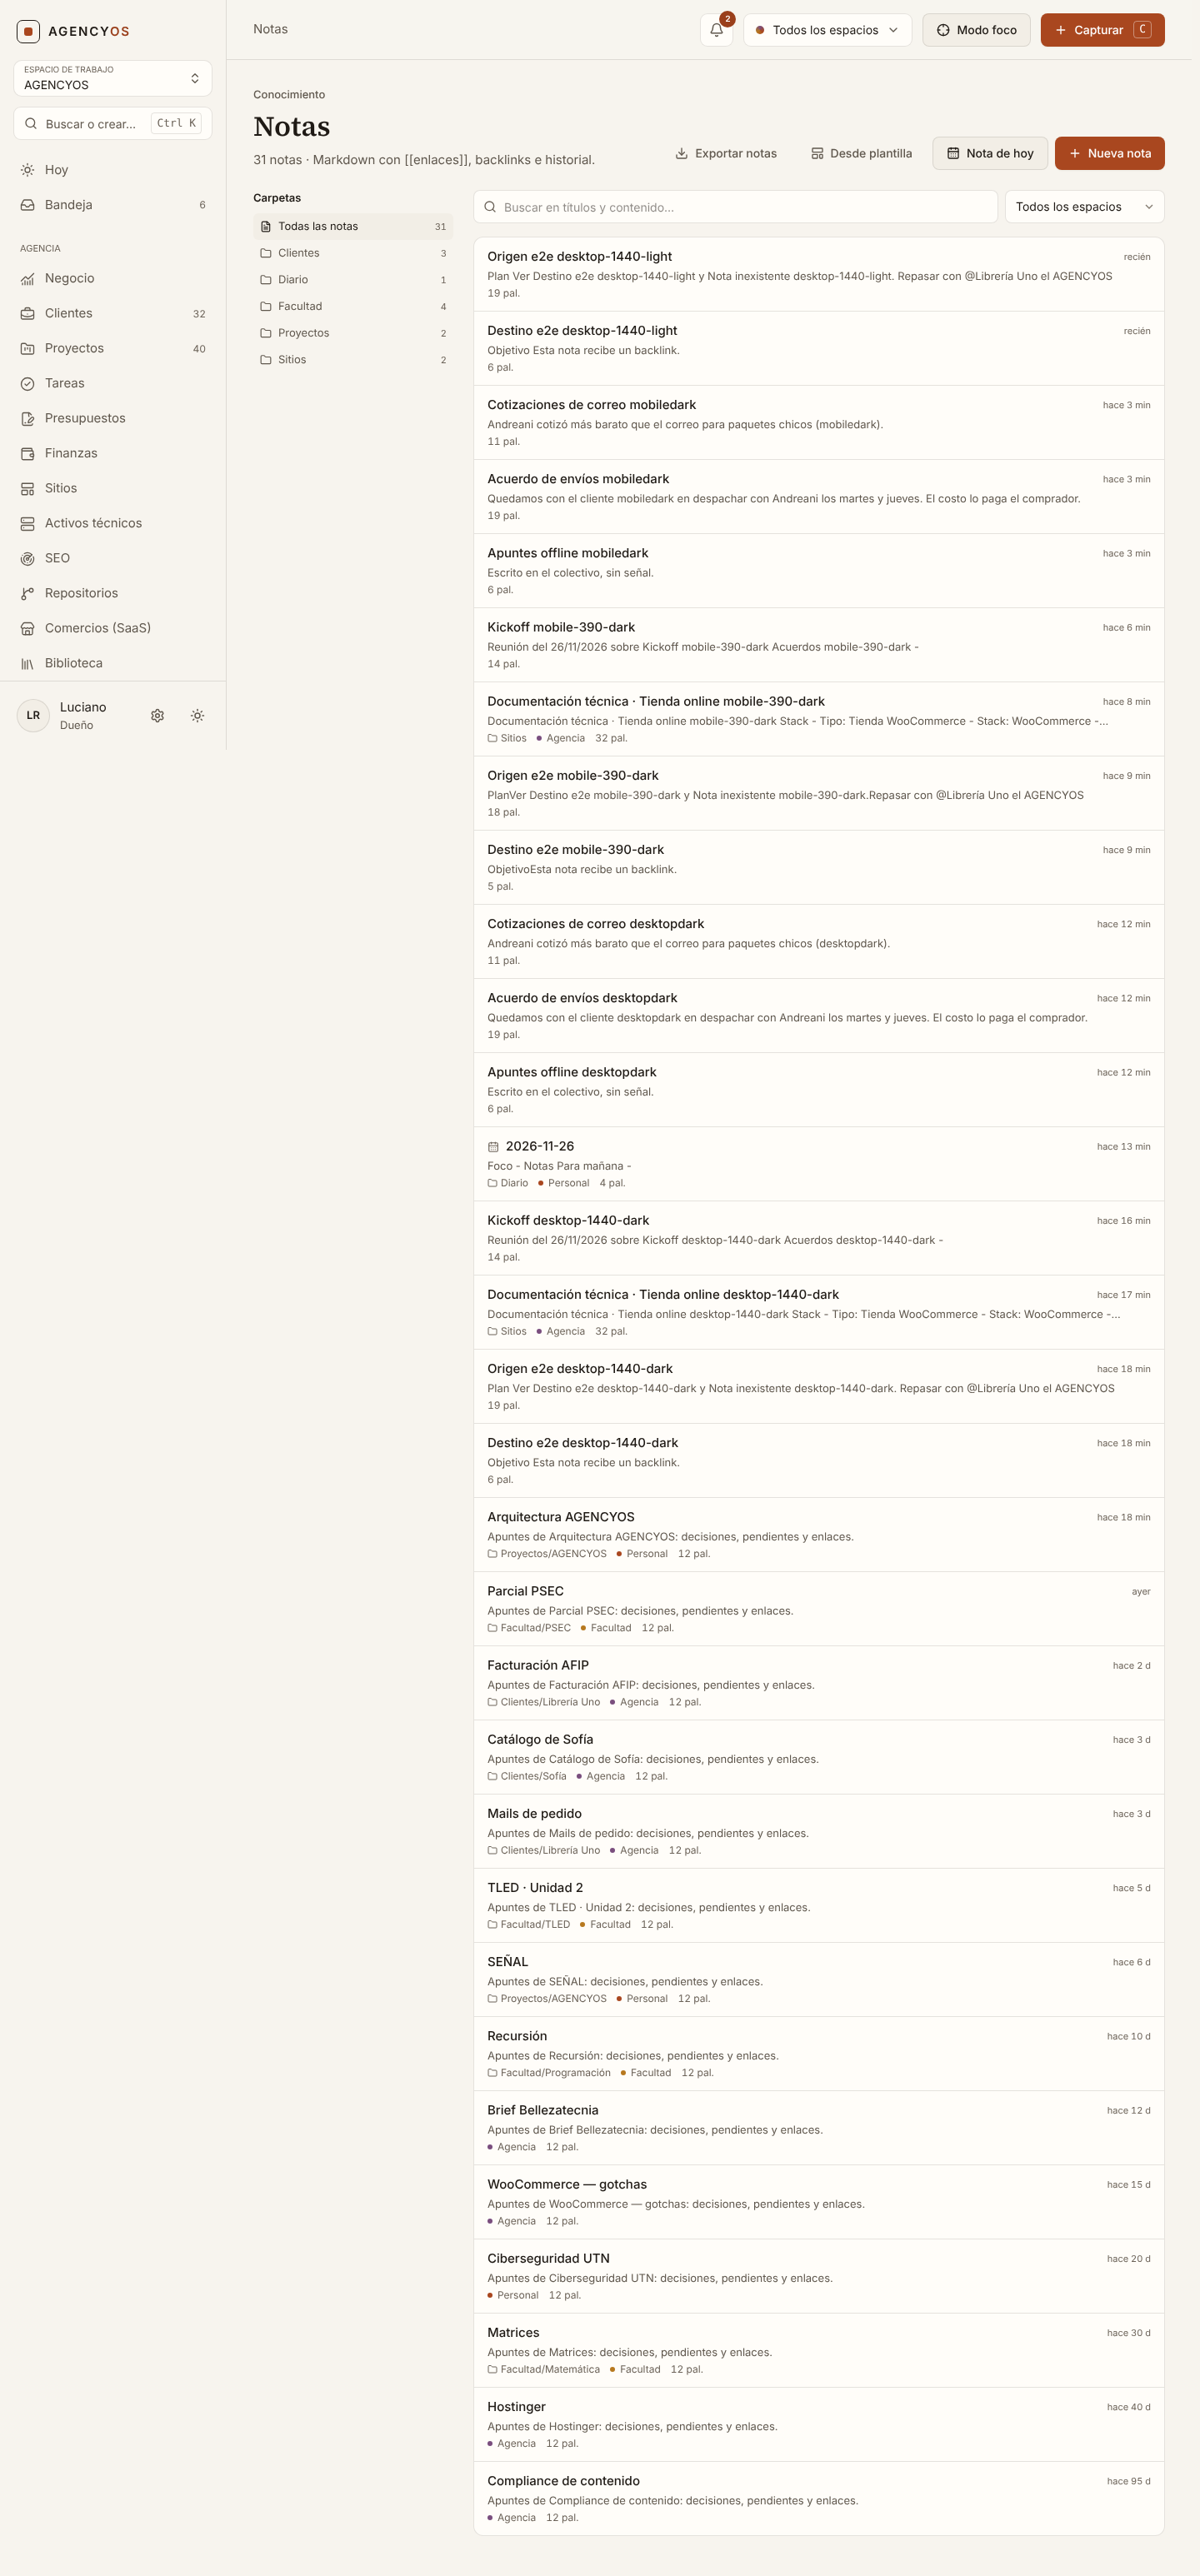 AGENCYOS
ESPACIO DE TRABAJO
AGENCYOS
Buscar o crear... Ctrl K
Hoy
Bandeja 6
AGENCIA
Negocio
Clientes 32
Proyectos 40
Tareas
Presupuestos
Finanzas
Sitios
Activos técnicos
SEO
Repositorios
Comercios (SaaS)
Biblioteca
LR Luciano
Dueño
Notas
2
Todos los espacios
Modo foco
+ Capturar C
Conocimiento
Notas
31 notas · Markdown con [[enlaces]], backlinks e historial.
Exportar notas
Desde plantilla
Nota de hoy
+ Nueva nota
Carpetas
Todas las notas 31
Clientes 3
Diario 1
Facultad 4
Proyectos 2
Sitios 2
Buscar en títulos y contenido...
Todos los espacios
Origen e2e desktop-1440-light recién
Plan Ver Destino e2e desktop-1440-light y Nota inexistente desktop-1440-light. Repasar con @Librería Uno el AGENCYOS
19 pal.
Destino e2e desktop-1440-light recién
Objetivo Esta nota recibe un backlink.
6 pal.
Cotizaciones de correo mobiledark hace 3 min
Andreani cotizó más barato que el correo para paquetes chicos (mobiledark).
11 pal.
Acuerdo de envíos mobiledark hace 3 min
Quedamos con el cliente mobiledark en despachar con Andreani los martes y jueves. El costo lo paga el comprador.
19 pal.
Apuntes offline mobiledark hace 3 min
Escrito en el colectivo, sin señal.
6 pal.
Kickoff mobile-390-dark hace 6 min
Reunión del 26/11/2026 sobre Kickoff mobile-390-dark Acuerdos mobile-390-dark -
14 pal.
Documentación técnica · Tienda online mobile-390-dark hace 8 min
Documentación técnica · Tienda online mobile-390-dark Stack - Tipo: Tienda WooCommerce - Stack: WooCommerce -...
Sitios Agencia 32 pal.
Origen e2e mobile-390-dark hace 9 min
PlanVer Destino e2e mobile-390-dark y Nota inexistente mobile-390-dark.Repasar con @Librería Uno el AGENCYOS
18 pal.
Destino e2e mobile-390-dark hace 9 min
ObjetivoEsta nota recibe un backlink.
5 pal.
Cotizaciones de correo desktopdark hace 12 min
Andreani cotizó más barato que el correo para paquetes chicos (desktopdark).
11 pal.
Acuerdo de envíos desktopdark hace 12 min
Quedamos con el cliente desktopdark en despachar con Andreani los martes y jueves. El costo lo paga el comprador.
19 pal.
Apuntes offline desktopdark hace 12 min
Escrito en el colectivo, sin señal.
6 pal.
2026-11-26 hace 13 min
Foco - Notas Para mañana -
Diario Personal 4 pal.
Kickoff desktop-1440-dark hace 16 min
Reunión del 26/11/2026 sobre Kickoff desktop-1440-dark Acuerdos desktop-1440-dark -
14 pal.
Documentación técnica · Tienda online desktop-1440-dark hace 17 min
Documentación técnica · Tienda online desktop-1440-dark Stack - Tipo: Tienda WooCommerce - Stack: WooCommerce -...
Sitios Agencia 32 pal.
Origen e2e desktop-1440-dark hace 18 min
Plan Ver Destino e2e desktop-1440-dark y Nota inexistente desktop-1440-dark. Repasar con @Librería Uno el AGENCYOS
19 pal.
Destino e2e desktop-1440-dark hace 18 min
Objetivo Esta nota recibe un backlink.
6 pal.
Arquitectura AGENCYOS hace 18 min
Apuntes de Arquitectura AGENCYOS: decisiones, pendientes y enlaces.
Proyectos/AGENCYOS Personal 12 pal.
Parcial PSEC ayer
Apuntes de Parcial PSEC: decisiones, pendientes y enlaces.
Facultad/PSEC Facultad 12 pal.
Facturación AFIP hace 2 d
Apuntes de Facturación AFIP: decisiones, pendientes y enlaces.
Clientes/Librería Uno Agencia 12 pal.
Catálogo de Sofía hace 3 d
Apuntes de Catálogo de Sofía: decisiones, pendientes y enlaces.
Clientes/Sofía Agencia 12 pal.
Mails de pedido hace 3 d
Apuntes de Mails de pedido: decisiones, pendientes y enlaces.
Clientes/Librería Uno Agencia 12 pal.
TLED · Unidad 2 hace 5 d
Apuntes de TLED · Unidad 2: decisiones, pendientes y enlaces.
Facultad/TLED Facultad 12 pal.
SEÑAL hace 6 d
Apuntes de SEÑAL: decisiones, pendientes y enlaces.
Proyectos/AGENCYOS Personal 12 pal.
Recursión hace 10 d
Apuntes de Recursión: decisiones, pendientes y enlaces.
Facultad/Programación Facultad 12 pal.
Brief Bellezatecnia hace 12 d
Apuntes de Brief Bellezatecnia: decisiones, pendientes y enlaces.
Agencia 12 pal.
WooCommerce — gotchas hace 15 d
Apuntes de WooCommerce — gotchas: decisiones, pendientes y enlaces.
Agencia 12 pal.
Ciberseguridad UTN hace 20 d
Apuntes de Ciberseguridad UTN: decisiones, pendientes y enlaces.
Personal 12 pal.
Matrices hace 30 d
Apuntes de Matrices: decisiones, pendientes y enlaces.
Facultad/Matemática Facultad 12 pal.
Hostinger hace 40 d
Apuntes de Hostinger: decisiones, pendientes y enlaces.
Agencia 12 pal.
Compliance de contenido hace 95 d
Apuntes de Compliance de contenido: decisiones, pendientes y enlaces.
Agencia 12 pal.